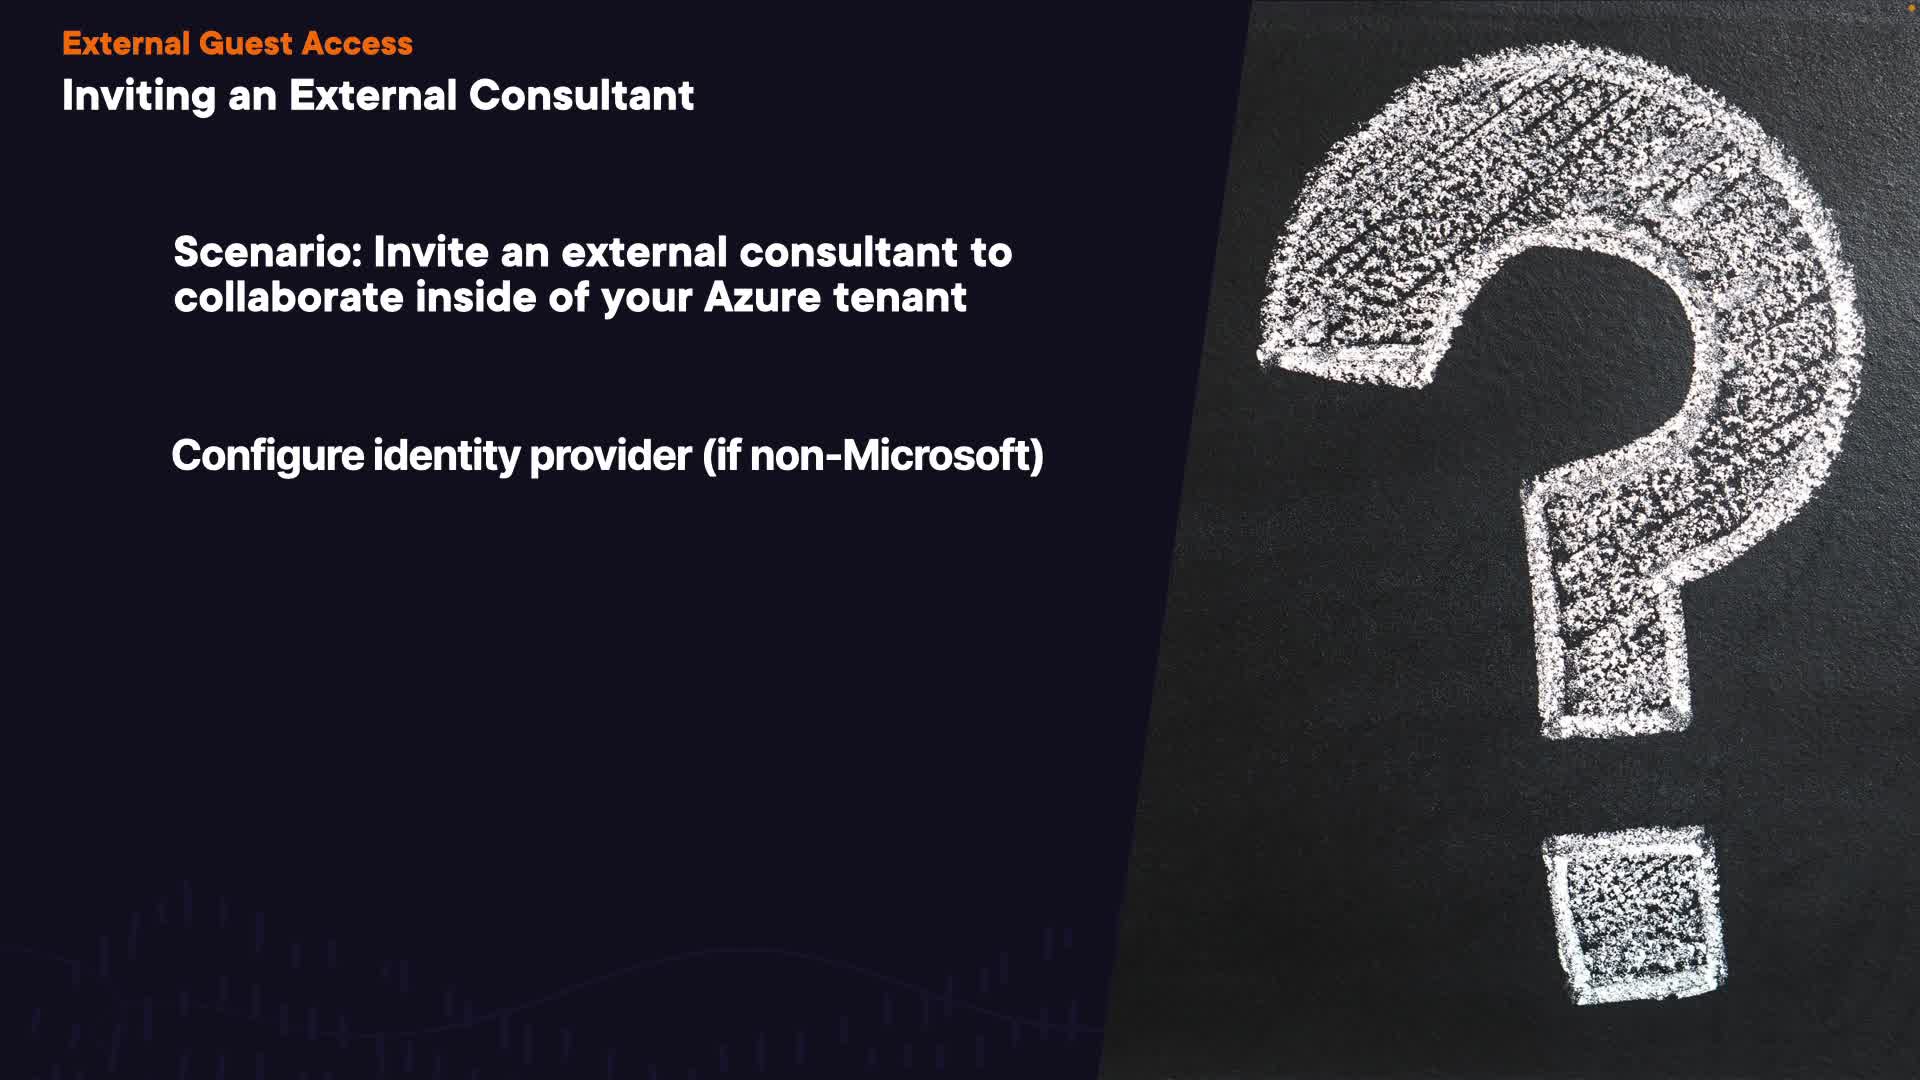 External Guest Access
Inviting an External Consultant
Scenario: Invite an external consultant to
collaborate inside of your Azure tenant
Configure identity provider (if non-Microsoft)
?